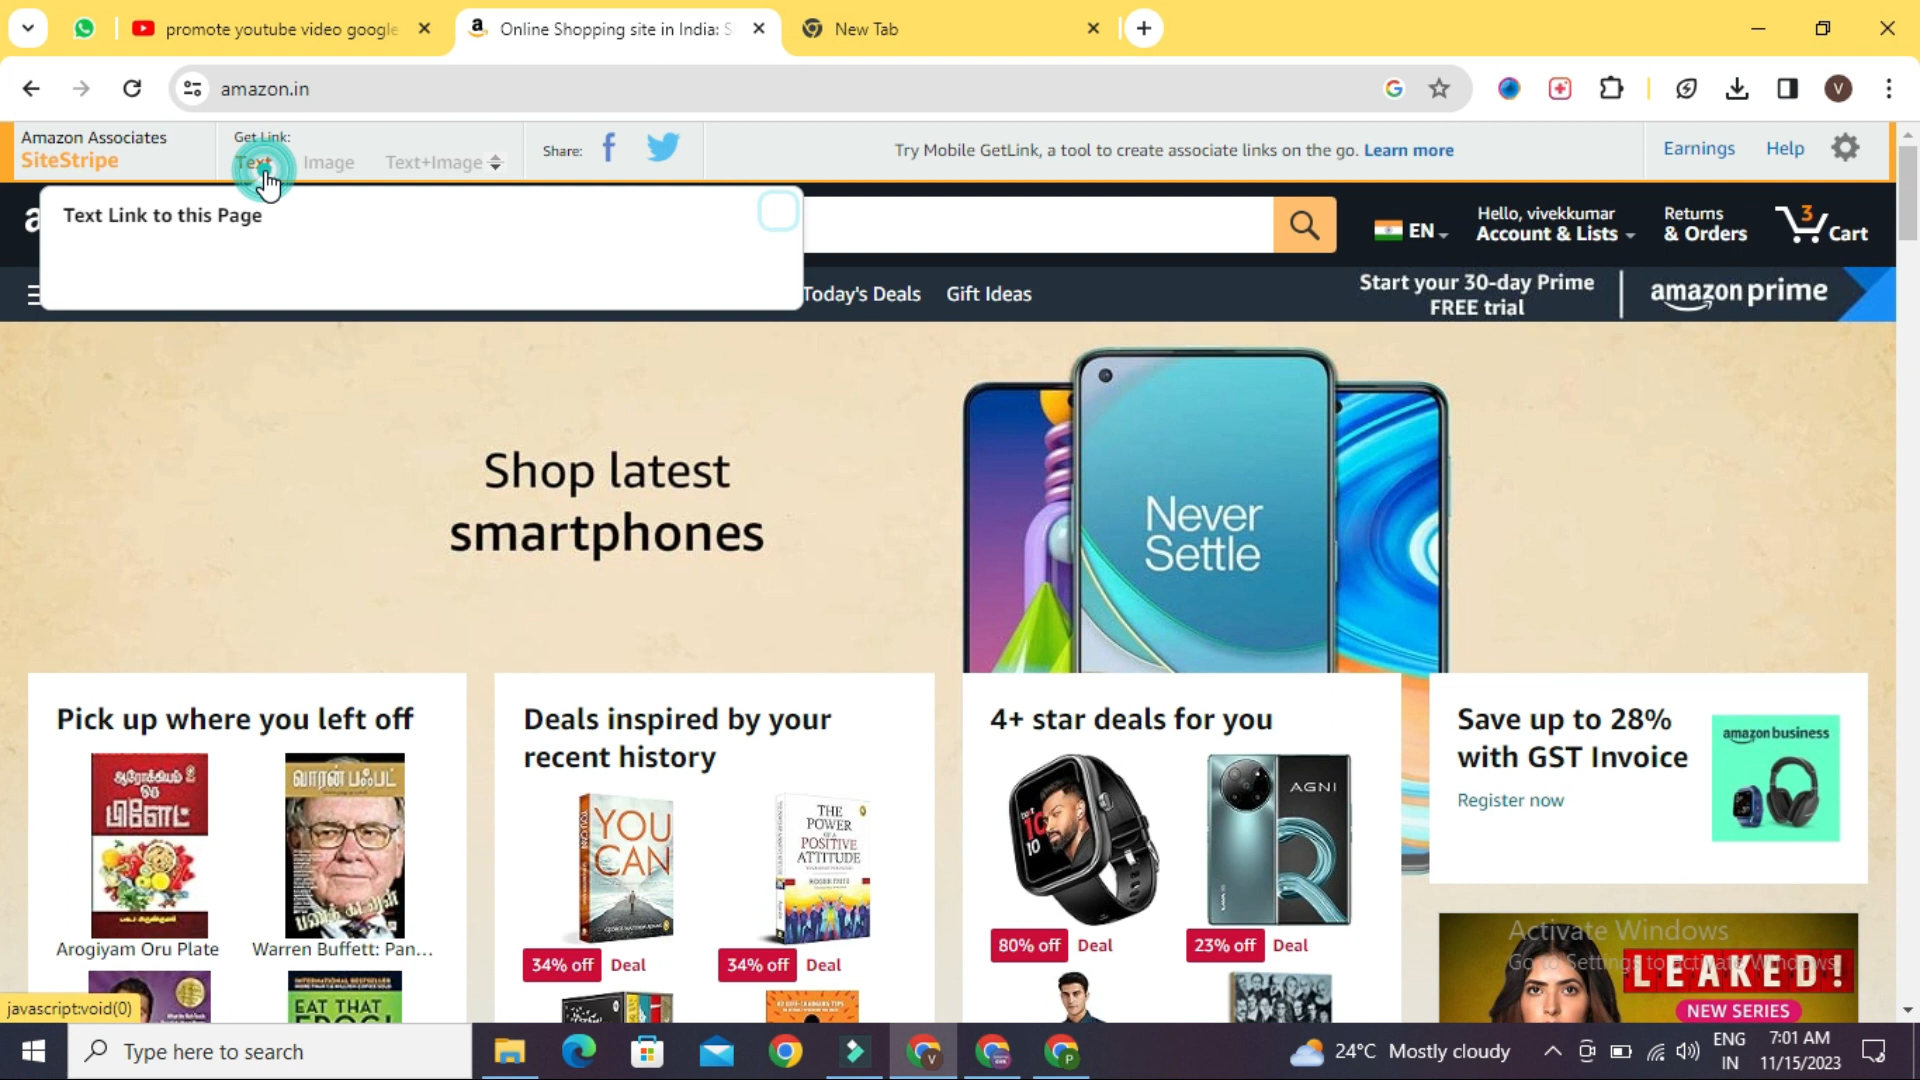 promote youtube video google
Online Shopping site in India: S
New Tab
amazon.in
V
Amazon Associates
SiteStripe
Get Link:
Text
Image
Text+Image
Share:
Try Mobile GetLink, a tool to create associate links on the go. Learn more
Earnings
Help
Text Link to this Page
EN
Hello, vivekkumar
Account & Lists
Returns
& Orders
3
Cart
Today's Deals
Gift Ideas
Start your 30-day Prime
FREE trial
amazon prime
Shop latest
smartphones
Never
Settle
Pick up where you left off
ஆரோக்கியம்
ஒரு
பிளேட்
Arogiyam Oru Plate
வாரன் பஃபட்
Warren Buffett: Pan...
EAT THAT
Deals inspired by your
recent history
YOU
CAN
34% off
Deal
THE
POWER
OF A
POSITIVE
ATTITUDE
34% off
Deal
4+ star deals for you
80% off
Deal
AGNI
23% off
Deal
Save up to 28%
with GST Invoice
Register now
amazon business
Activate Windows
Go to Settings to activate Windows.
LEAKED!
NEW SERIES
javascript:void(0)
Type here to search
V
P
24°C Mostly cloudy
ENG
IN
7:01 AM
11/15/2023